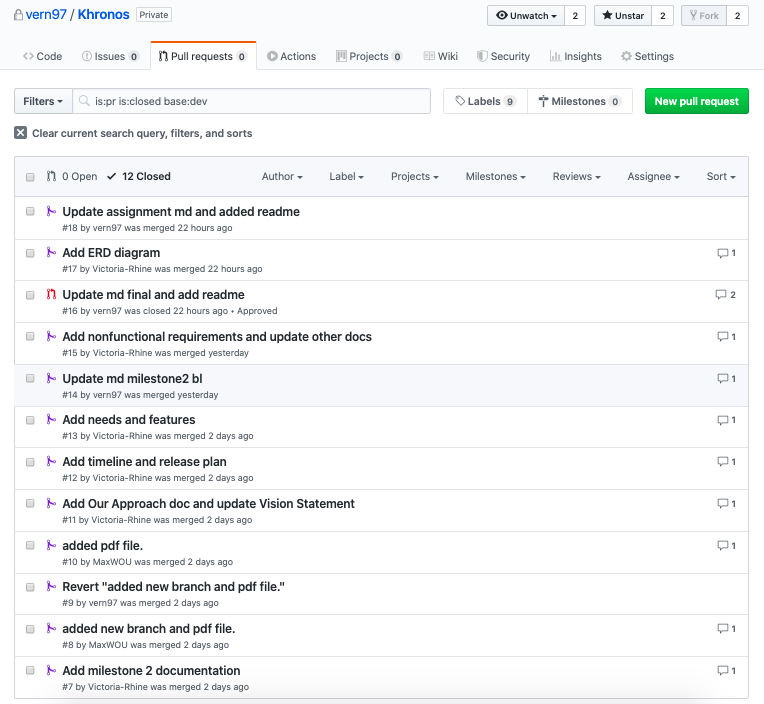 vern97 / Khronos Private
Unwatch 2 Unstar 2 Fork 2
Code Issues 0 Pull requests 0 Actions Projects 0 Wiki Security Insights Settings
Filters is:pr is:closed base:dev Labels 9 Milestones 0 New pull request
Clear current search query, filters, and sorts
0 Open 12 Closed Author Label Projects Milestones Reviews Assignee Sort
Update assignment md and added readme
#18 by vern97 was merged 22 hours ago
Add ERD diagram 1
#17 by Victoria-Rhine was merged 22 hours ago
Update md final and add readme 2
#16 by vern97 was closed 22 hours ago • Approved
Add nonfunctional requirements and update other docs 1
#15 by Victoria-Rhine was merged yesterday
Update md milestone2 bl 1
#14 by vern97 was merged yesterday
Add needs and features 1
#13 by Victoria-Rhine was merged 2 days ago
Add timeline and release plan 1
#12 by Victoria-Rhine was merged 2 days ago
Add Our Approach doc and update Vision Statement 1
#11 by Victoria-Rhine was merged 2 days ago
added pdf file. 1
#10 by MaxWOU was merged 2 days ago
Revert "added new branch and pdf file."
#9 by vern97 was merged 2 days ago
added new branch and pdf file. 1
#8 by MaxWOU was merged 2 days ago
Add milestone 2 documentation 1
#7 by Victoria-Rhine was merged 2 days ago